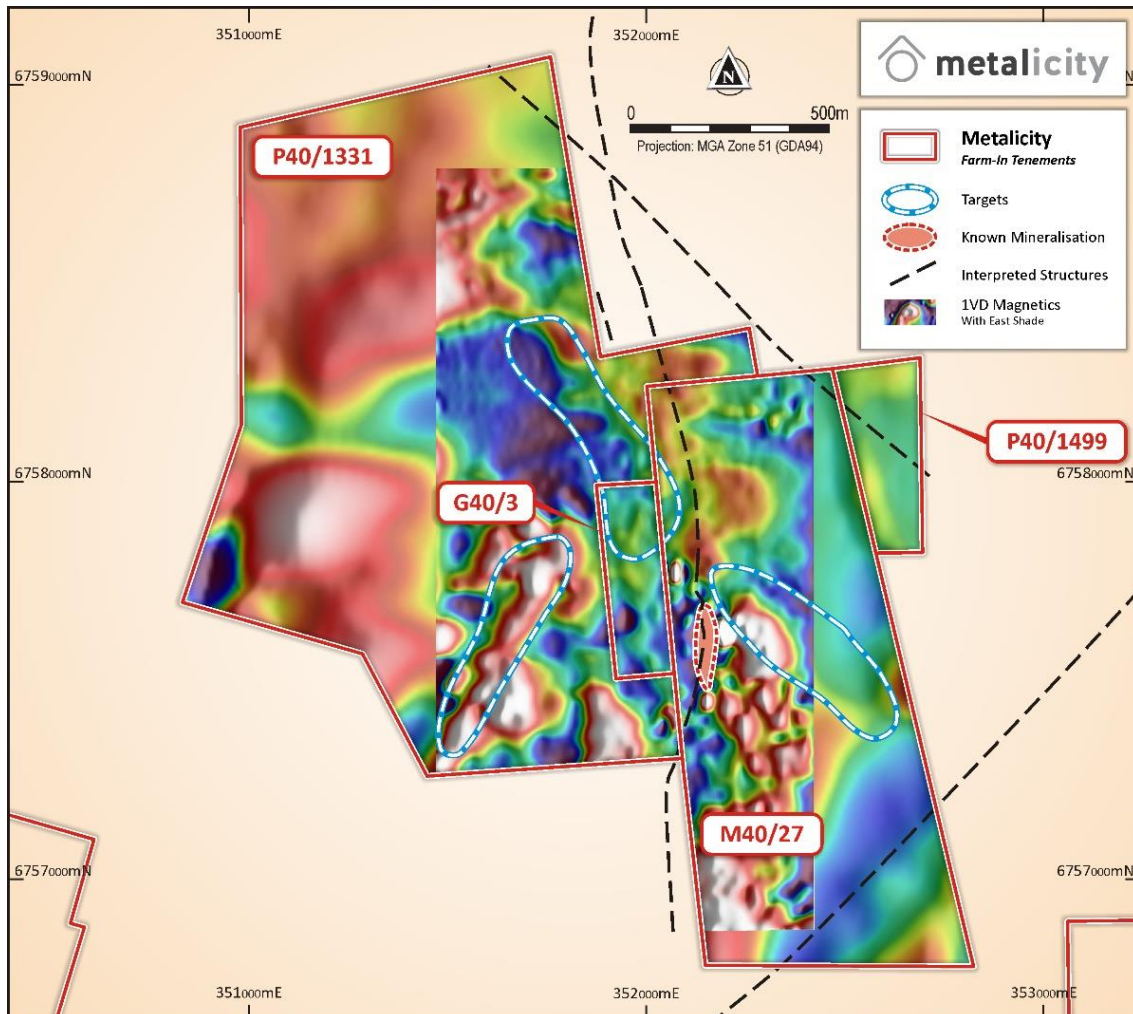 351000mE
352000mE
6759000mN
N
metalicity
N
0
500m
Projection: MGA Zone 51 (GDA94)
Metalicity
Farm-In Tenements
Targets
Known Mineralisation
Interpreted Structures
1VD Magnetics
With East Shade
P40/1331
P40/1499
6758000mN
6758000mN
G40/3
M40/27
6757000mN
6757000mN
351000mE
352000mE
353000mE